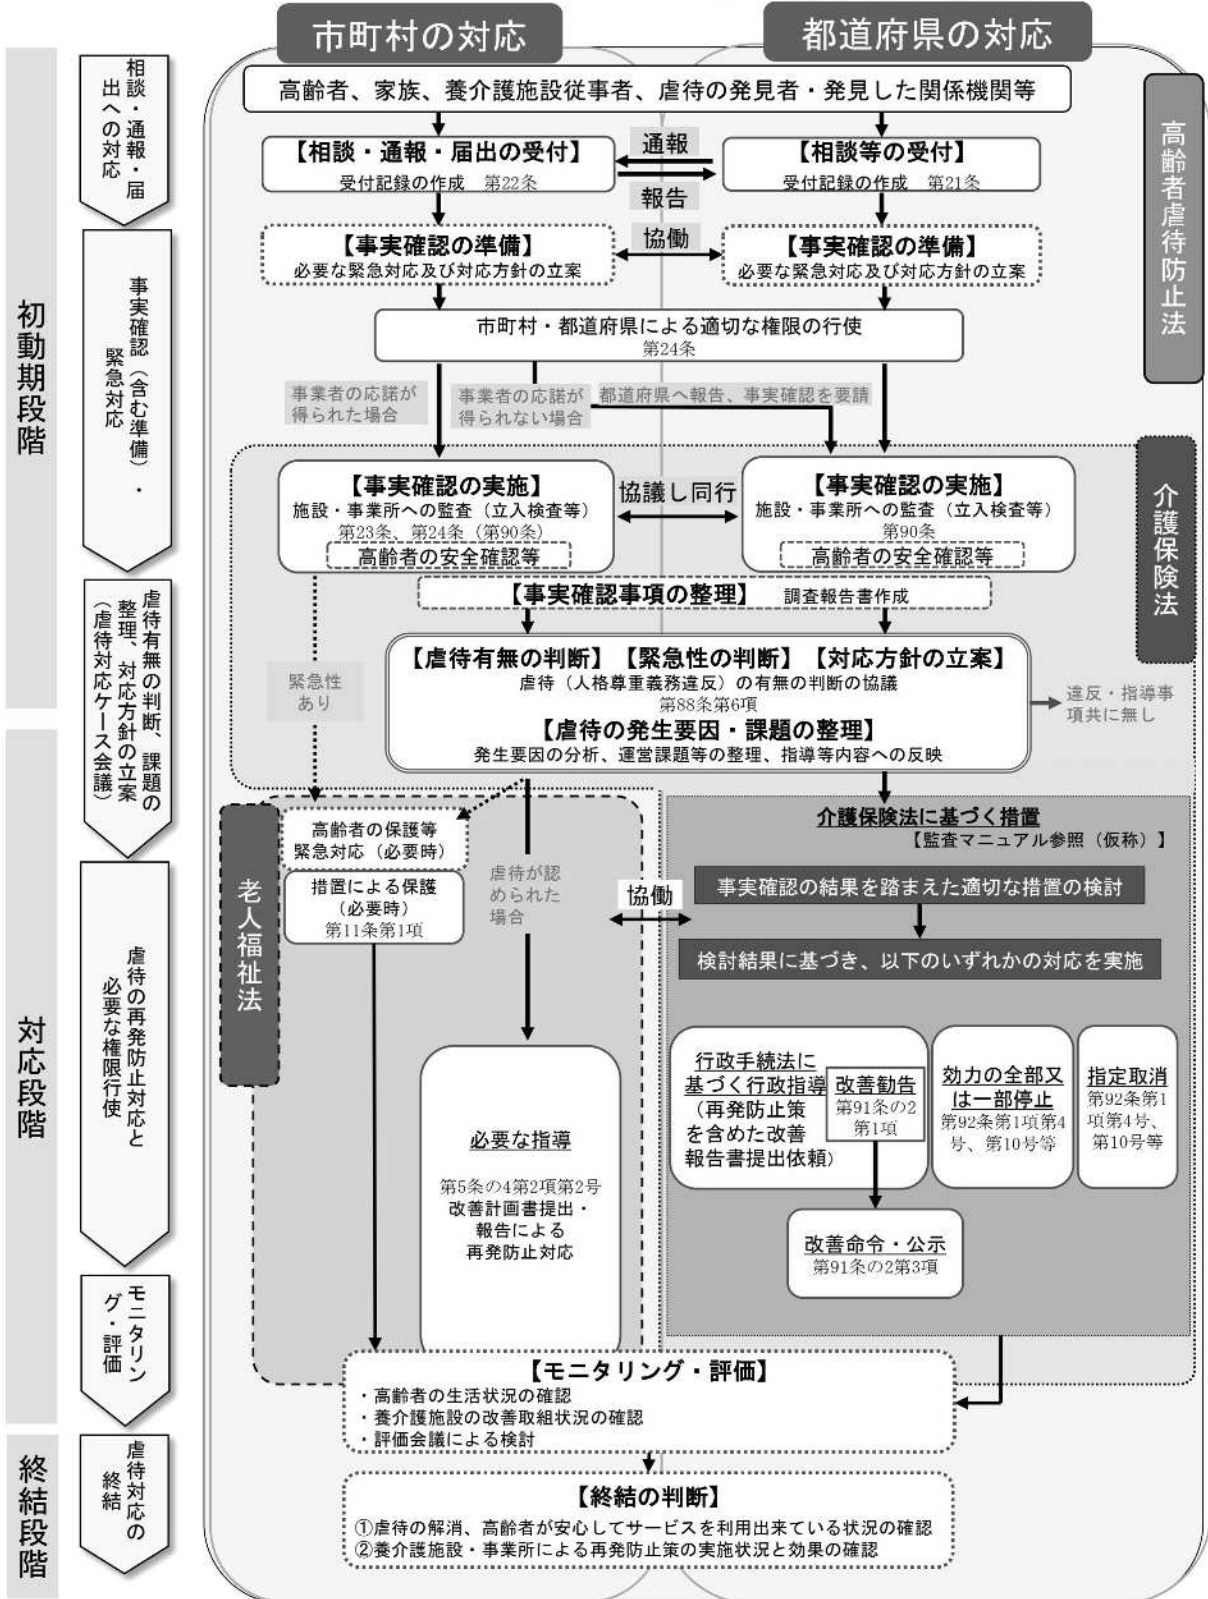 市町村の対応
都道府県の対応
初動期段階
対応段階
終結段階
相談・通報・届
出への対応
事実確認（含む準備）・
緊急対応
虐待有無の判断、課題の
整理、対応方針の立案
（虐待対応ケース会議）
虐待の再発防止対応と
必要な権限行使
モニタリン
グ・評価
虐待対応の
終結
高齢者虐待防止法
介護保険法
老人福祉法
高齢者、家族、養介護施設従事者、虐待の発見者・発見した関係機関等
【相談・通報・届出の受付】
受付記録の作成　第22条
通報
報告
【相談等の受付】
受付記録の作成　第21条
【事実確認の準備】
必要な緊急対応及び対応方針の立案
協働
【事実確認の準備】
必要な緊急対応及び対応方針の立案
市町村・都道府県による適切な権限の行使
第24条
事業者の応諾が
得られた場合
事業者の応諾が
得られない場合
都道府県へ報告、事実確認を要請
【事実確認の実施】
施設・事業所への監査（立入検査等）
第23条、第24条（第90条）
高齢者の安全確認等
協議し同行
【事実確認の実施】
施設・事業所への監査（立入検査等）
第90条
高齢者の安全確認等
【事実確認事項の整理】　調査報告書作成
【虐待有無の判断】【緊急性の判断】【対応方針の立案】
虐待（人格尊重義務違反）の有無の判断の協議
第88条第6項
【虐待の発生要因・課題の整理】
発生要因の分析、運営課題等の整理、指導等内容への反映
緊急性
あり
違反・指導事
項共に無し
高齢者の保護等
緊急対応（必要時）
措置による保護
（必要時）
第11条第1項
虐待が認
められた
場合
協働
必要な指導
第5条の4第2項第2号
改善計画書提出・
報告による
再発防止対応
介護保険法に基づく措置
【監査マニュアル参照（仮称）】
事実確認の結果を踏まえた適切な措置の検討
検討結果に基づき、以下のいずれかの対応を実施
行政手続法に
基づく行政指導
（再発防止策
を含めた改善
報告書提出依頼）
改善勧告
第91条の2
第1項
効力の全部又
は一部停止
第92条第1項第4
号、第10号等
指定取消
第92条第1
項第4号、
第10号等
改善命令・公示
第91条の2第3項
【モニタリング・評価】
・高齢者の生活状況の確認
・養介護施設の改善取組状況の確認
・評価会議による検討
【終結の判断】
①虐待の解消、高齢者が安心してサービスを利用出来ている状況の確認
②養介護施設・事業所による再発防止策の実施状況と効果の確認